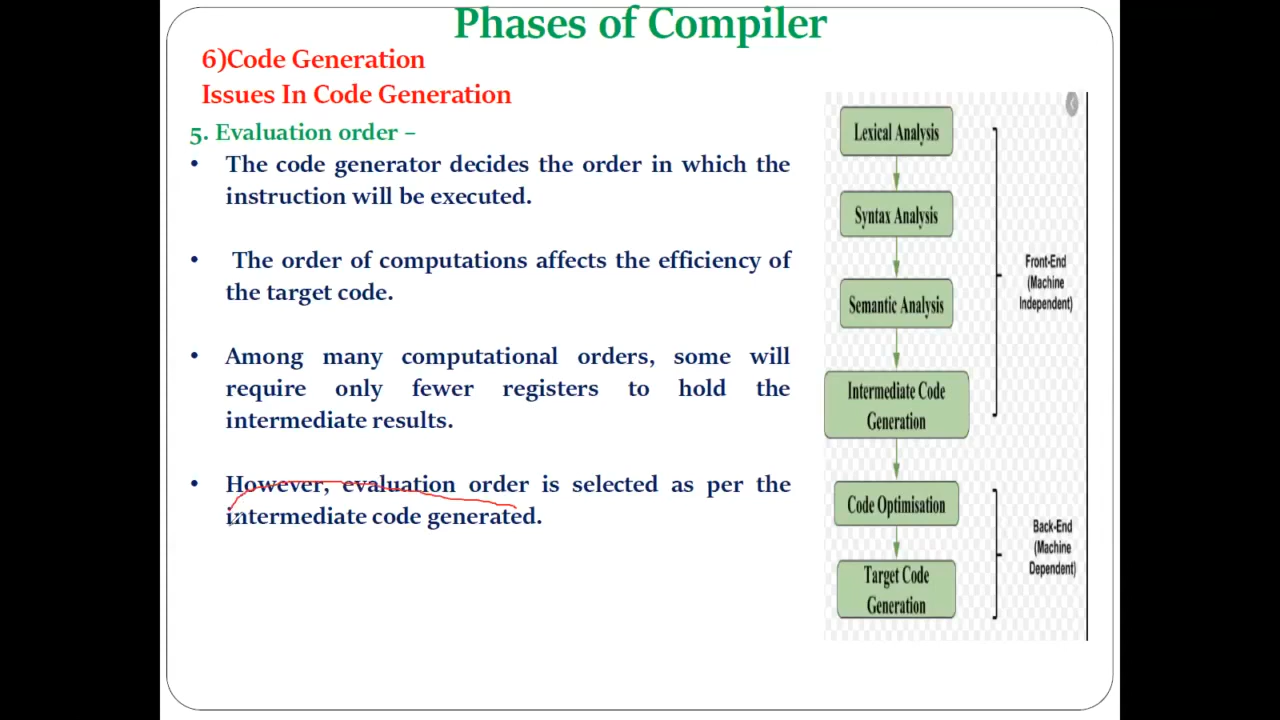 Phases of Compiler
6)Code Generation
Issues In Code Generation
5. Evaluation order –
• The code generator decides the order in which the
instruction will be executed.
• The order of computations affects the efficiency of
the target code.
• Among many computational orders, some will
require only fewer registers to hold the
intermediate results.
• However, evaluation order is selected as per the
intermediate code generated.
Lexical Analysis
Syntax Analysis
Semantic Analysis
Intermediate Code
Generation
Code Optimisation
Target Code
Generation
Front-End
(Machine
Independent)
Back-End
(Machine
Dependent)